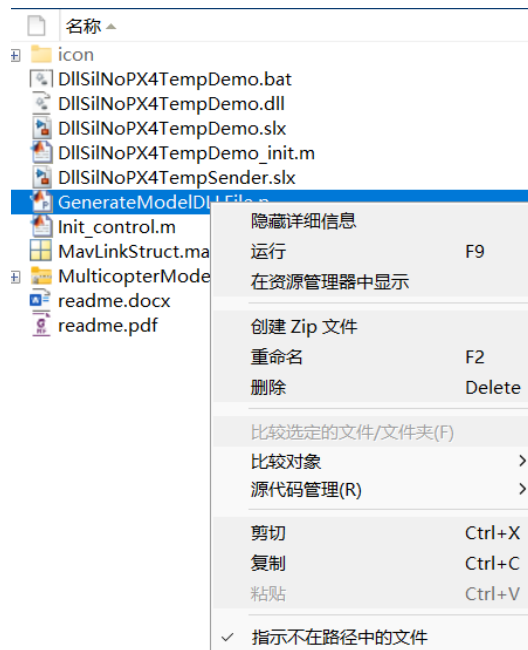 名称
icon
DllSilNoPX4TempDemo.bat
DllSilNoPX4TempDemo.dll
DllSilNoPX4TempDemo.slx
DllSilNoPX4TempDemo_init.m
DllSilNoPX4TempSender.slx
GenerateModelDLLFile.p
Init_control.m
MavLinkStruct.ma
MulticopterMode
readme.docx
readme.pdf
隐藏详细信息
运行 F9
在资源管理器中显示
创建 Zip 文件
重命名 F2
删除 Delete
比较选定的文件/文件夹(F)
比较对象
源代码管理(R)
剪切 Ctrl+X
复制 Ctrl+C
粘贴 Ctrl+V
指示不在路径中的文件